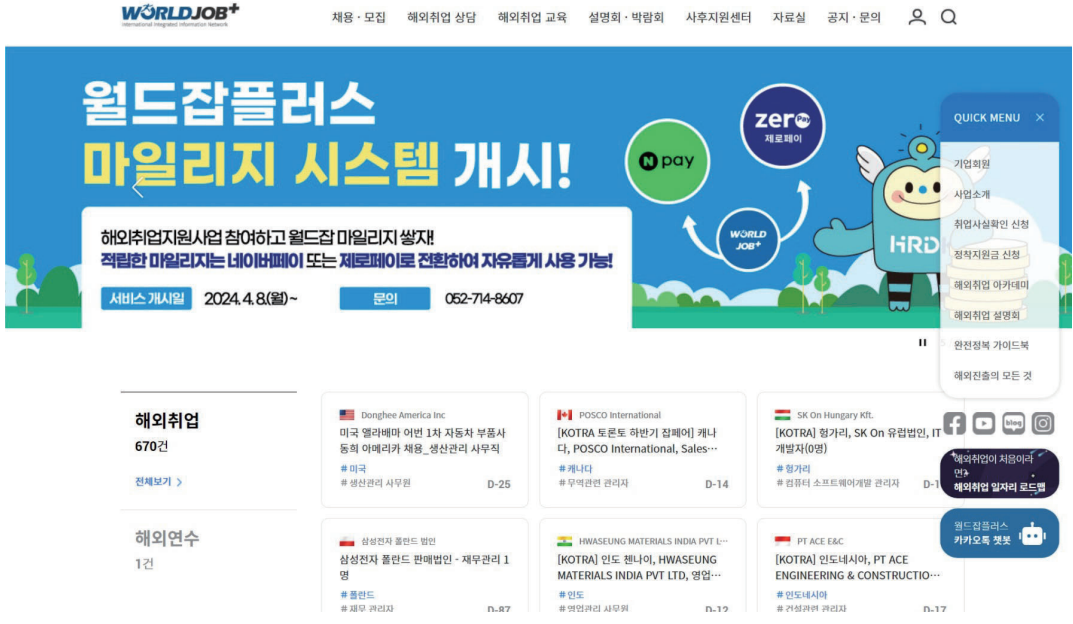 WORLDJOB+
International Integrated Information Network
채용 · 모집 해외취업 상담 해외취업 교육 설명회 · 박람회 사후지원센터 자료실 공지 · 문의
월드잡플러스
마일리지 시스템 개시!
해외취업지원사업 참여하고 월드잡 마일리지 쌓자!
적립한 마일리지는 네이버페이 또는 제로페이로 전환하여 자유롭게 사용 가능!
서비스 개시일 2024. 4. 8.(월) ~ 문의 052-714-8607
N pay
zero Pay
제로페이
WORLD
JOB+
HRDK
QUICK MENU ×
기업회원
사업소개
취업사실확인 신청
정착지원금 신청
해외취업 아카데미
해외취업 설명회
완전정복 가이드북
해외진출의 모든 것
blog
해외취업이 처음이라
면?
해외취업 일자리 로드맵
월드잡플러스
카카오톡 챗봇
해외취업
670건
전체보기 >
해외연수
1건
Donghee America Inc
미국 앨라배마 어번 1차 자동차 부품사
동희 아메리카 채용_생산관리 사무직
# 미국
# 생산관리 사무원 D-25
POSCO International
[KOTRA 토론토 하반기 잡페어] 캐나
다, POSCO International, Sales···
# 캐나다
# 무역관련 관리자 D-14
SK On Hungary Kft.
[KOTRA] 헝가리, SK On 유럽법인, IT
개발자(0명)
# 헝가리
# 컴퓨터 소프트웨어개발 관리자
삼성전자 폴란드 법인
삼성전자 폴란드 판매법인 - 재무관리 1
명
# 폴란드
# 재무 관리자 D-87
HWASEUNG MATERIALS INDIA PVT L···
[KOTRA] 인도 첸나이, HWASEUNG
MATERIALS INDIA PVT LTD, 영업···
# 인도
# 영업관리 사무원 D-12
PT ACE E&C
[KOTRA] 인도네시아, PT ACE
ENGINEERING & CONSTRUCTIO···
# 인도네시아
# 건설관련 관리자 D-17